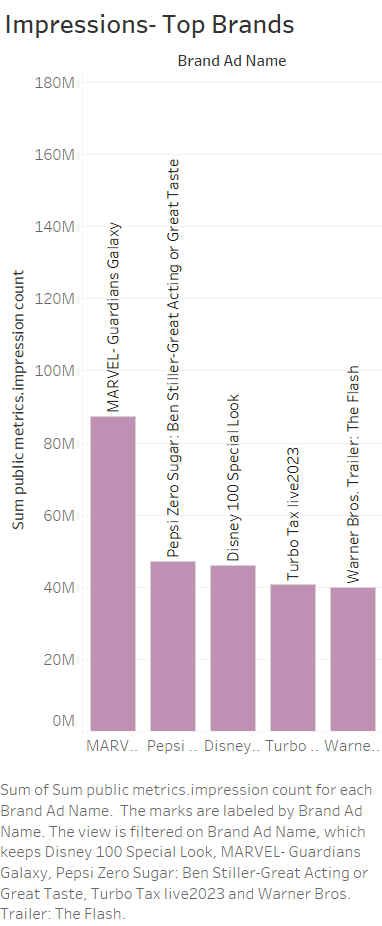 Impressions- Top Brands
Brand Ad Name
180M
160M
140M
120M
100M
80M
60M
40M
20M
0M
Sum public metrics.impression count
MARVEL- Guardians Galaxy
Pepsi Zero Sugar: Ben Stiller-Great Acting or Great Taste
Disney 100 Special Look
Turbo Tax live2023
Warner Bros. Trailer: The Flash
MARV.. Pepsi .. Disney.. Turbo .. Warne..
Sum of Sum public metrics.impression count for each
Brand Ad Name.  The marks are labeled by Brand Ad
Name. The view is filtered on Brand Ad Name, which
keeps Disney 100 Special Look, MARVEL- Guardians
Galaxy, Pepsi Zero Sugar: Ben Stiller-Great Acting or
Great Taste, Turbo Tax live2023 and Warner Bros.
Trailer: The Flash.